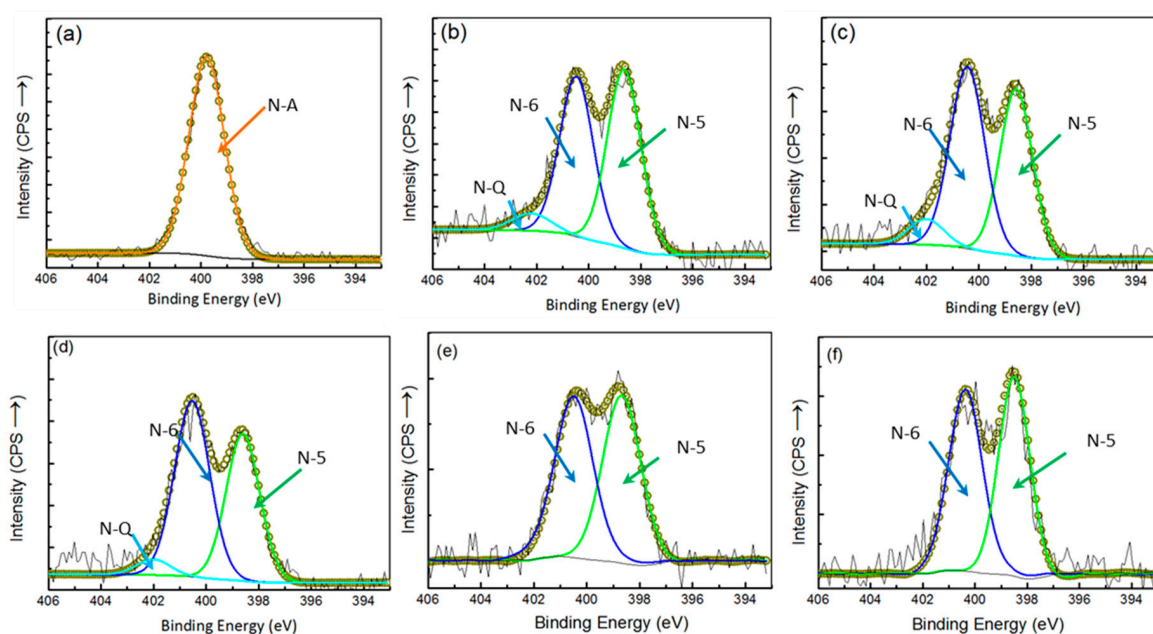 (a)
N-A
Intensity (CPS →)
406 404 402 400 398 396 394
Binding Energy (eV)
(b)
N-6
N-5
N-Q
Intensity (CPS →)
406 404 402 400 398 396 394
Binding Energy (eV)
(c)
N-6
N-5
N-Q
Intensity (CPS →)
406 404 402 400 398 396 394
Binding Energy (eV)
(d)
N-6
N-5
N-Q
Intensity (CPS →)
406 404 402 400 398 396 394
Binding Energy (eV)
(e)
N-6
N-5
Intensity (CPS →)
406 404 402 400 398 396 394
Binding Energy (eV)
(f)
N-6
N-5
Intensity (CPS →)
406 404 402 400 398 396 394
Binding Energy (eV)